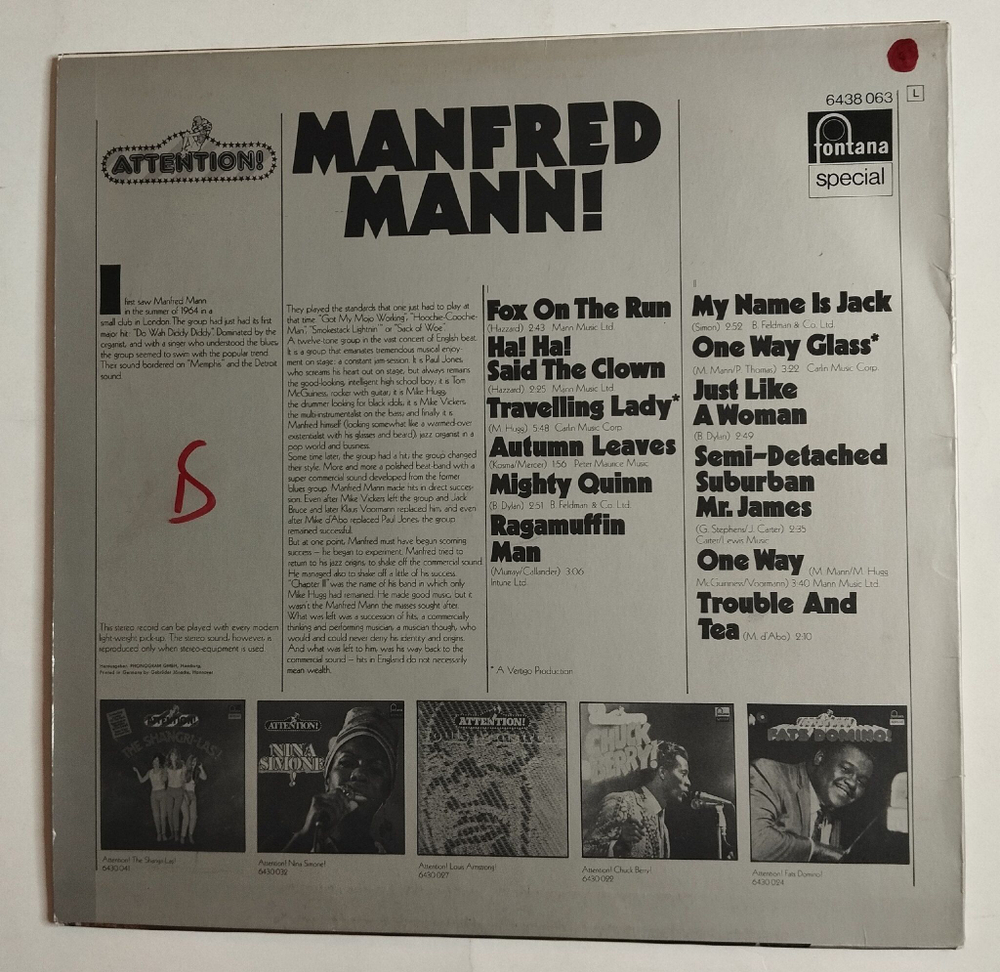 6438 063 L
ATTENTION!
MANFRED
MANN!
fontana
special
I first saw Manfred Mann
in the summer of 1964 in a
small club in London. The group had just had its first
major hit: "Do Wah Diddy Diddy". Dominated by the
organist, and with a singer who understood the blues,
the group seemed to swim with the popular trend.
Their sound bordered on "Memphis" and the Detroit
sound.
This stereo record can be played with every modern
light-weight pick-up. The stereo sound, however, is
reproduced only when stereo-equipment is used.
Herausgeber: PHONOGRAM GMBH, Hamburg
Printed in Germany by Gebrüder Jänecke, Hannover
They played the standards that one just had to play at
that time: "Got My Mojo Working", "Hoochie-Coochie-
Man", "Smokestack Lightnin'" or "Sack of Woe".
A twelve-tone group in the vast concert of English beat.
It is a group that emanates tremendous musical enjoy-
ment on stage: a constant jam-session. It is Paul Jones,
who screams his heart out on stage, but always remains
the good-looking, intelligent high school boy; it is Tom
McGuiness, rocker with guitar; it is Mike Hugg,
the drummer looking for black idols; it is Mike Vickers,
the multi-instrumentalist on the bass and finally it is
Manfred himself (looking somewhat like a warmed-over
existentialist with his glasses and beard), jazz organist in a
pop world and business.
Some time later, the group had a hit; the group changed
their style. More and more a polished beat-band with a
super commercial sound developed from the former
blues group. Manfred Mann made hits in direct succes-
sion. Even after Mike Vickers left the group and Jack
Bruce and later Klaus Voormann replaced him and even
after Mike d'Abo replaced Paul Jones, the group
remained successful.
But at one point, Manfred must have begun scorning
success – he began to experiment. Manfred tried to
return to his jazz origins, to shake off the commercial sound.
He managed also to shake off a little of his success.
"Chapter III" was the name of his band in which only
Mike Hugg had remained. He made good music, but it
wasn't the Manfred Mann the masses sought after.
What was left was a succession of hits, a commercially
thinking and performing musician, a musician though, who
would and could never deny his identity and origins.
And what was left to him, was his way back to the
commercial sound – hits in England do not necessarily
mean wealth.
I
Fox On The Run
(Hazzard) 2:43 Mann Music Ltd.
Ha! Ha!
Said The Clown
(Hazzard) 2:25 Mann Music Ltd.
Travelling Lady*
(M. Hugg) 5:48 Carlin Music Corp.
Autumn Leaves
(Kosma/Mercer) 1:56 Peter Maurice Music
Mighty Quinn
(B. Dylan) 2:51 B. Feldman & Co. Ltd.
Ragamuffin
Man
(Murray/Callander) 3:06
Intune Ltd.
* A Vertigo Production
II
My Name Is Jack
(Simon) 2:52 B. Feldman & Co. Ltd.
One Way Glass*
(M. Mann/P. Thomas) 3:22 Carlin Music Corp.
Just Like
A Woman
(B. Dylan) 2:49
Semi-Detached
Suburban
Mr. James
(G. Stephens/J. Carter) 2:35
Carter/Lewis Music
One Way (M. Mann/M. Hugg
McGuinness/Voormann) 3:40 Mann Music Ltd.
Trouble And
Tea (M. d'Abo) 2:10
ATTENTION!
THE SHANGRI-LAS!
ATTENTION!
NINA
SIMONE
!
ATTENTION!
CHUCK
BERRY!
FATS DOMINO!
Attention! The Shangri-Las!
6430 041
Attention! Nina Simone!
6430 032
Attention! Louis Armstrong!
6430 027
Attention! Chuck Berry!
6430 022
Attention! Fats Domino!
6430 024